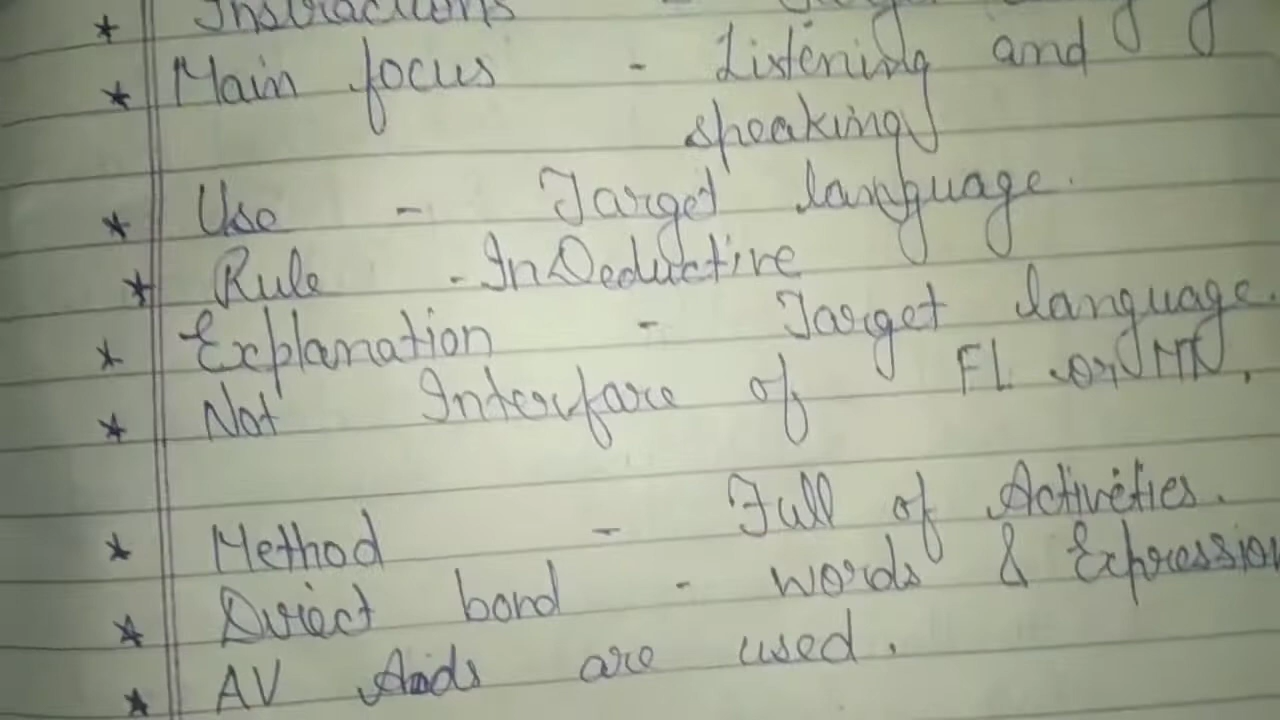 * Instructions -
* Main focus - Listening and
speaking
* Use - Target language.
* Rule - InDeductive
* Explanation - Target language.
* Not Interfare of FL or MT.
* Method - Full of Activities.
* Direct bond - words & Expression
* AV Aids are used.